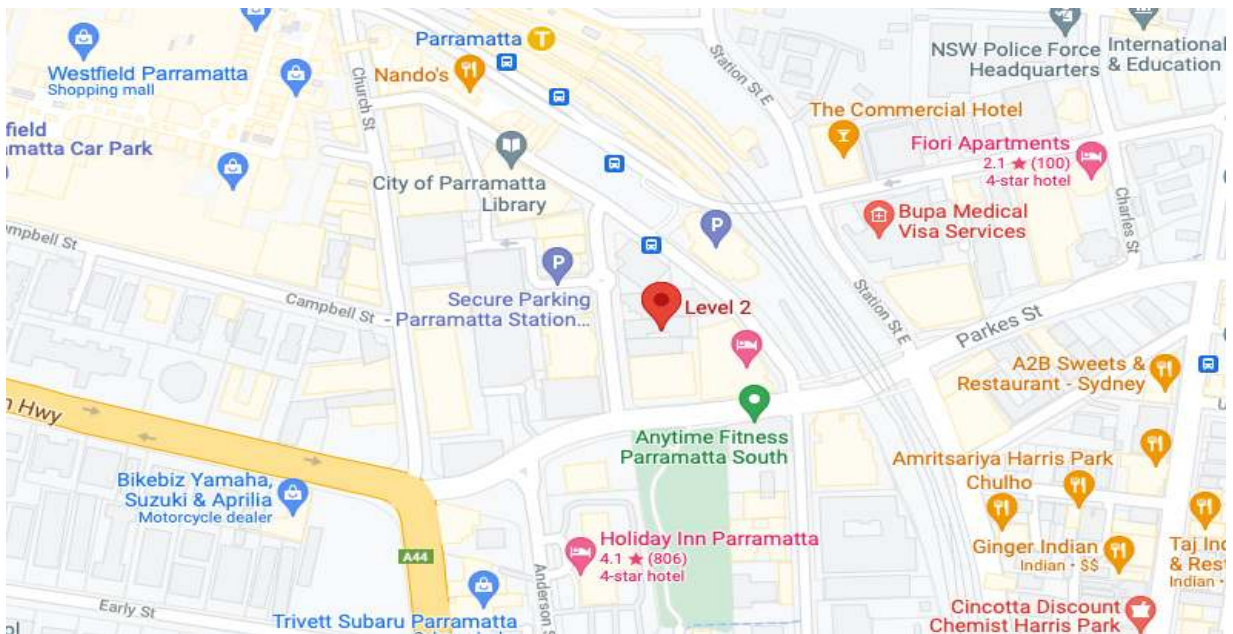 Parramatta
T
Westfield Parramatta
Shopping mall
Nando's
Church St
Station St E
NSW Police Force
Headquarters
International
& Education
The Commercial Hotel
field
amatta Car Park
Fiori Apartments
2.1 ★ (100)
4-star hotel
City of Parramatta
Library
Bupa Medical
Visa Services
Charles St
P
P
ampbell St
Campbell St
Secure Parking
- Parramatta Station...
Level 2
Station St E
Parkes St
A2B Sweets &
Restaurant - Sydney
n Hwy
Anytime Fitness
Parramatta South
Amritsariya Harris Park
Chulho
Bikebiz Yamaha,
Suzuki & Aprilia
Motorcycle dealer
Holiday Inn Parramatta
4.1 ★ (806)
4-star hotel
Ginger Indian
Indian · $$
Taj Ind
& Rest
Indian ·
A44
Anderson S
Early St
Trivett Subaru Parramatta
Cincotta Discount
Chemist Harris Park
ol